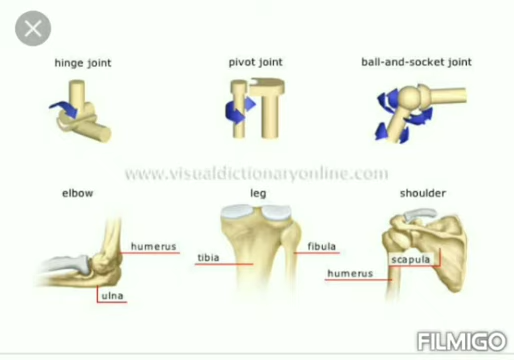 hinge joint
pivot joint
ball-and-socket joint
www.visualdictionaryonline.com
elbow
leg
shoulder
humerus
ulna
tibia
fibula
humerus
scapula
FILMIGO